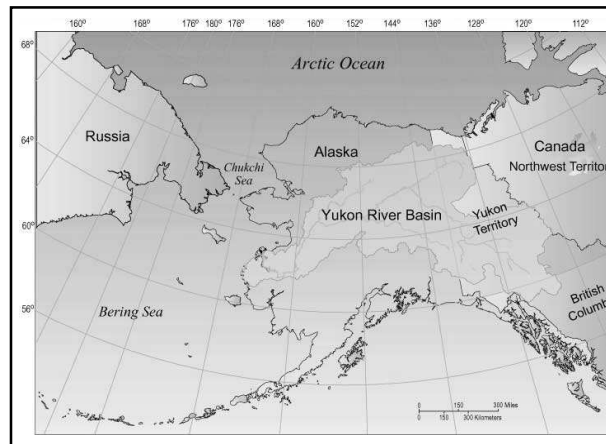 160° 168° 176° 180° 176° 168° 160° 152° 144° 136° 128° 120° 112°
68°
Arctic Ocean
Russia
Chukchi
Sea
Alaska
Canada
Northwest Territor
64°
Yukon River Basin
Yukon
Territory
60°
56°
Bering Sea
British
Colum
0 150 300 Miles
0 150 300 Kilometers